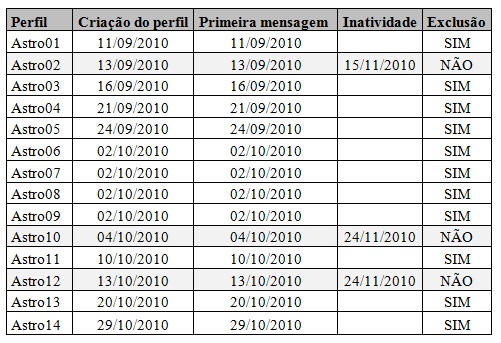 Perfil Criação do perfil Primeira mensagem Inatividade Exclusão
Astro01 11/09/2010 11/09/2010 SIM
Astro02 13/09/2010 13/09/2010 15/11/2010 NÃO
Astro03 16/09/2010 16/09/2010 SIM
Astro04 21/09/2010 21/09/2010 SIM
Astro05 24/09/2010 24/09/2010 SIM
Astro06 02/10/2010 02/10/2010 SIM
Astro07 02/10/2010 02/10/2010 SIM
Astro08 02/10/2010 02/10/2010 SIM
Astro09 02/10/2010 02/10/2010 SIM
Astro10 04/10/2010 04/10/2010 24/11/2010 NÃO
Astro11 10/10/2010 10/10/2010 SIM
Astro12 13/10/2010 13/10/2010 24/11/2010 NÃO
Astro13 20/10/2010 20/10/2010 SIM
Astro14 29/10/2010 29/10/2010 SIM